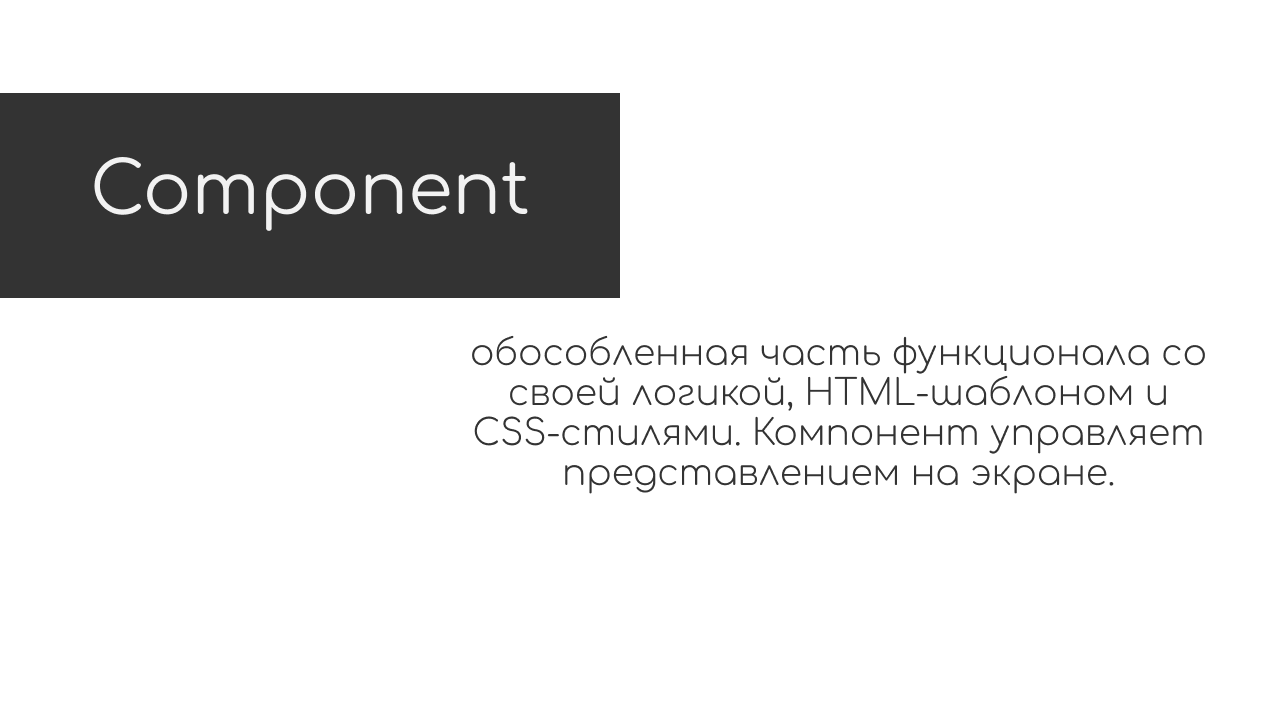 Component
обособленная часть функционала со
своей логикой, HTML-шаблоном и
CSS-стилями. Компонент управляет
представлением на экране.